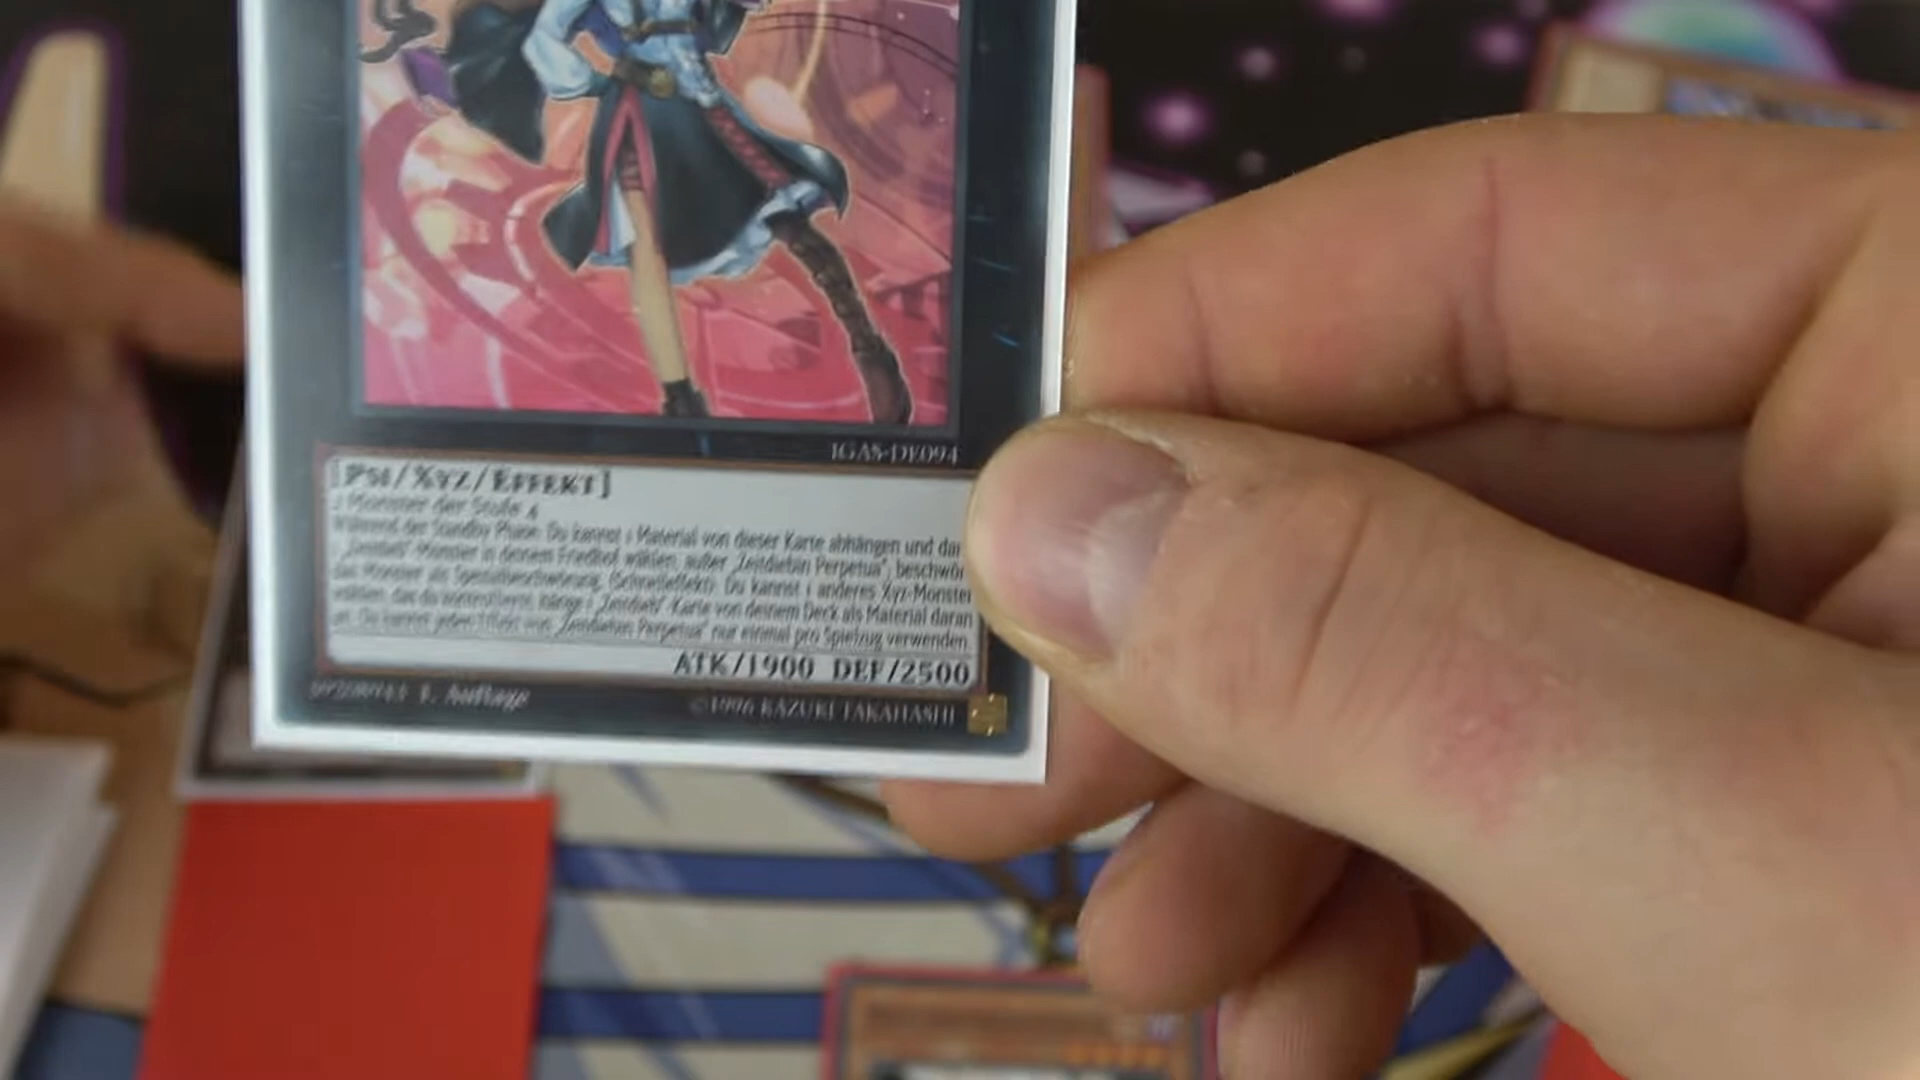 IGAS-DE094
[PSI/XYZ/EFFEKT]
2 Monster der Stufe 4
Während der Standby Phase: Du kannst 1 Material von dieser Karte abhängen und dann
„Zeitdieb"-Monster in deinem Friedhof wählen, außer „Zeitdiebin Perpetua", beschwör
das Monster als Spezialbeschwörung. (Schnelleffekt): Du kannst 1 anderes Xyz-Monster
wählen, das du kontrollierst; hänge 1 „Zeitdieb"-Karte von deinem Deck als Material daran
an. Du kannst jeden Effekt von „Zeitdiebin Perpetua" nur einmal pro Spielzug verwenden.
ATK/1900 DEF/2500
1. Auflage ©1996 KAZUKI TAKAHASHI